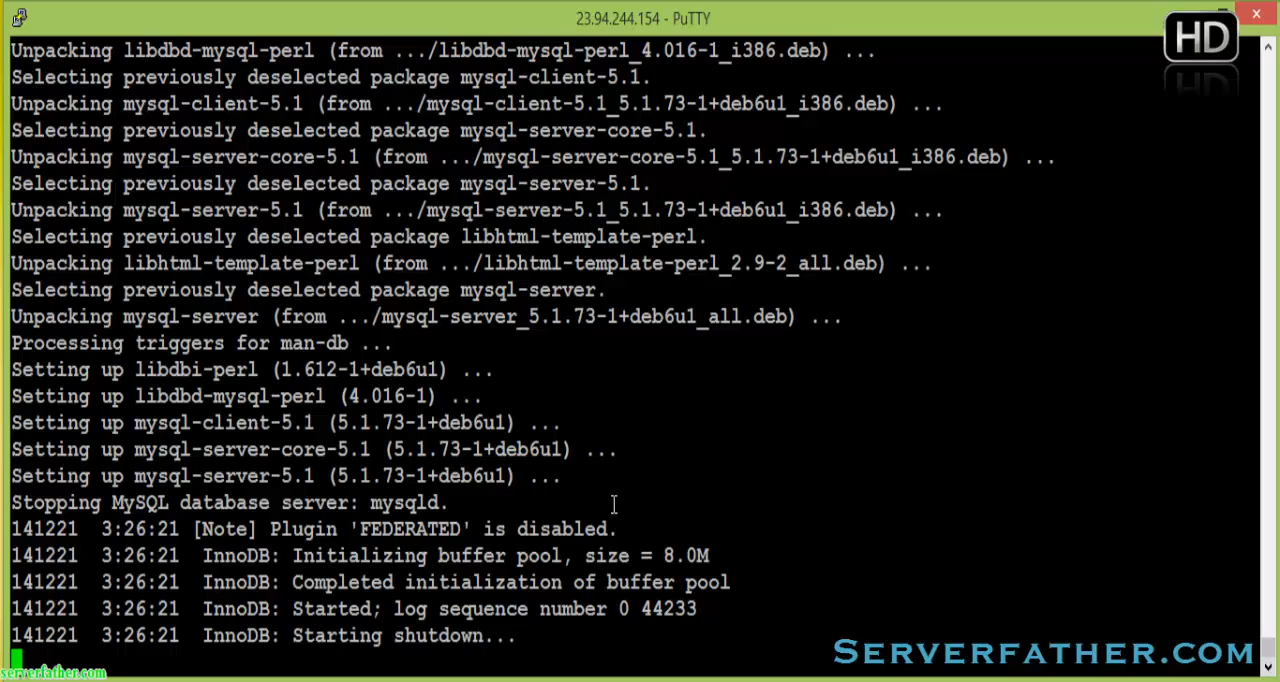 23.94.244.154 - PuTTY
HD
Unpacking libdbd-mysql-perl (from .../libdbd-mysql-perl_4.016-1_i386.deb) ...
Selecting previously deselected package mysql-client-5.1.
Unpacking mysql-client-5.1 (from .../mysql-client-5.1_5.1.73-1+deb6u1_i386.deb) ...
Selecting previously deselected package mysql-server-core-5.1.
Unpacking mysql-server-core-5.1 (from .../mysql-server-core-5.1_5.1.73-1+deb6u1_i386.deb) ...
Selecting previously deselected package mysql-server-5.1.
Unpacking mysql-server-5.1 (from .../mysql-server-5.1_5.1.73-1+deb6u1_i386.deb) ...
Selecting previously deselected package libhtml-template-perl.
Unpacking libhtml-template-perl (from .../libhtml-template-perl_2.9-2_all.deb) ...
Selecting previously deselected package mysql-server.
Unpacking mysql-server (from .../mysql-server_5.1.73-1+deb6u1_all.deb) ...
Processing triggers for man-db ...
Setting up libdbi-perl (1.612-1+deb6u1) ...
Setting up libdbd-mysql-perl (4.016-1) ...
Setting up mysql-client-5.1 (5.1.73-1+deb6u1) ...
Setting up mysql-server-core-5.1 (5.1.73-1+deb6u1) ...
Setting up mysql-server-5.1 (5.1.73-1+deb6u1) ...
Stopping MySQL database server: mysqld.
141221  3:26:21 [Note] Plugin 'FEDERATED' is disabled.
141221  3:26:21  InnoDB: Initializing buffer pool, size = 8.0M
141221  3:26:21  InnoDB: Completed initialization of buffer pool
141221  3:26:21  InnoDB: Started; log sequence number 0 44233
141221  3:26:21  InnoDB: Starting shutdown...
SERVERFATHER.COM
serverfather.com